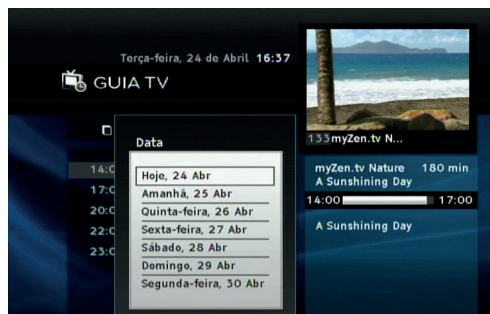 Terça-feira, 24 de Abril 16:37
GUIA TV
133 myZen.tv N...
Data
Hoje, 24 Abr
Amanhã, 25 Abr
Quinta-feira, 26 Abr
Sexta-feira, 27 Abr
Sábado, 28 Abr
Domingo, 29 Abr
Segunda-feira, 30 Abr
14:0
17:0
20:0
22:0
23:0
myZen.tv Nature 180 min
A Sunshining Day
14:00 17:00
A Sunshining Day